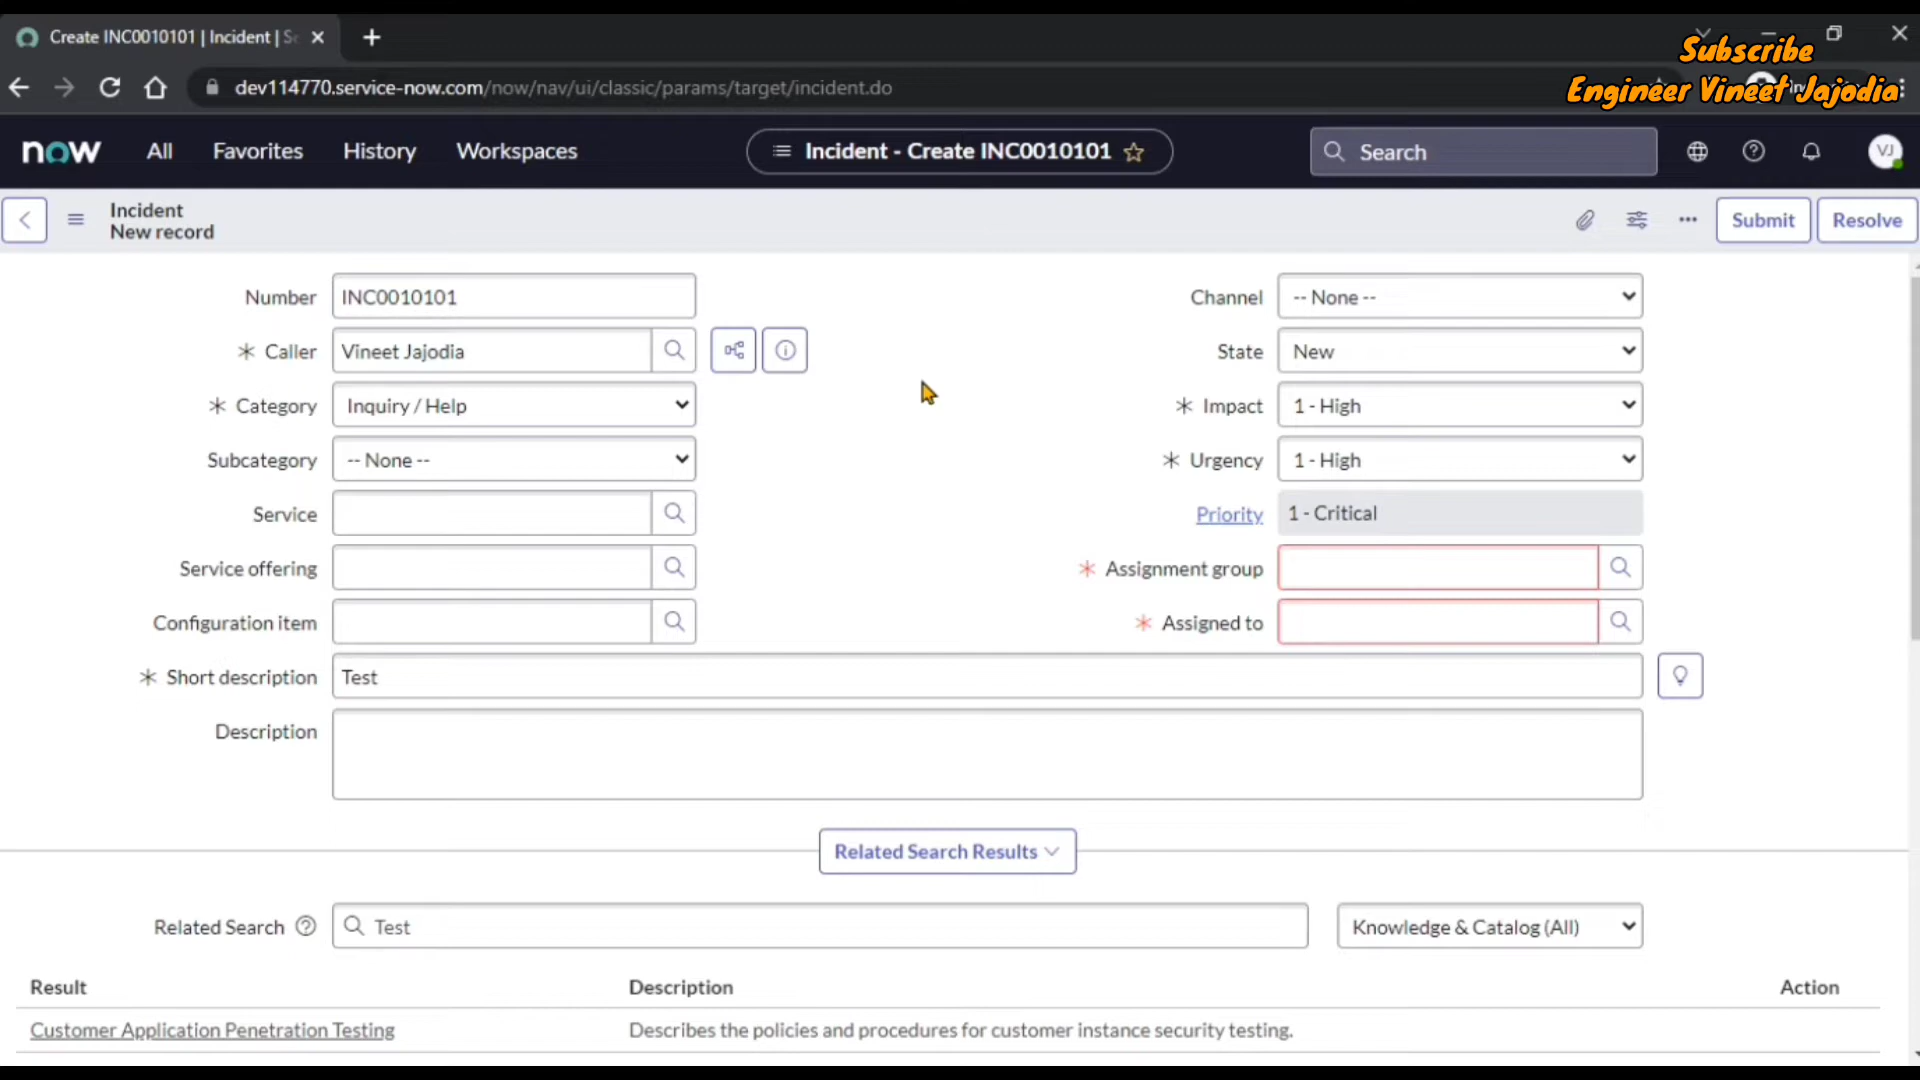 Create INC0010101 | Incident | S
Subscribe
Engineer Vineet Jajodia
dev114770.service-now.com/now/nav/ui/classic/params/target/incident.do
now
All
Favorites
History
Workspaces
Incident - Create INC0010101
Search
VJ
Incident
New record
Submit
Resolve
Number
INC0010101
Channel
-- None --
* Caller
Vineet Jajodia
State
New
* Category
Inquiry / Help
* Impact
1 - High
Subcategory
-- None --
* Urgency
1 - High
Service
Priority
1 - Critical
Service offering
* Assignment group
Configuration item
* Assigned to
* Short description
Test
Description
Related Search Results
Related Search
Test
Knowledge & Catalog (All)
Result
Description
Action
Customer Application Penetration Testing
Describes the policies and procedures for customer instance security testing.